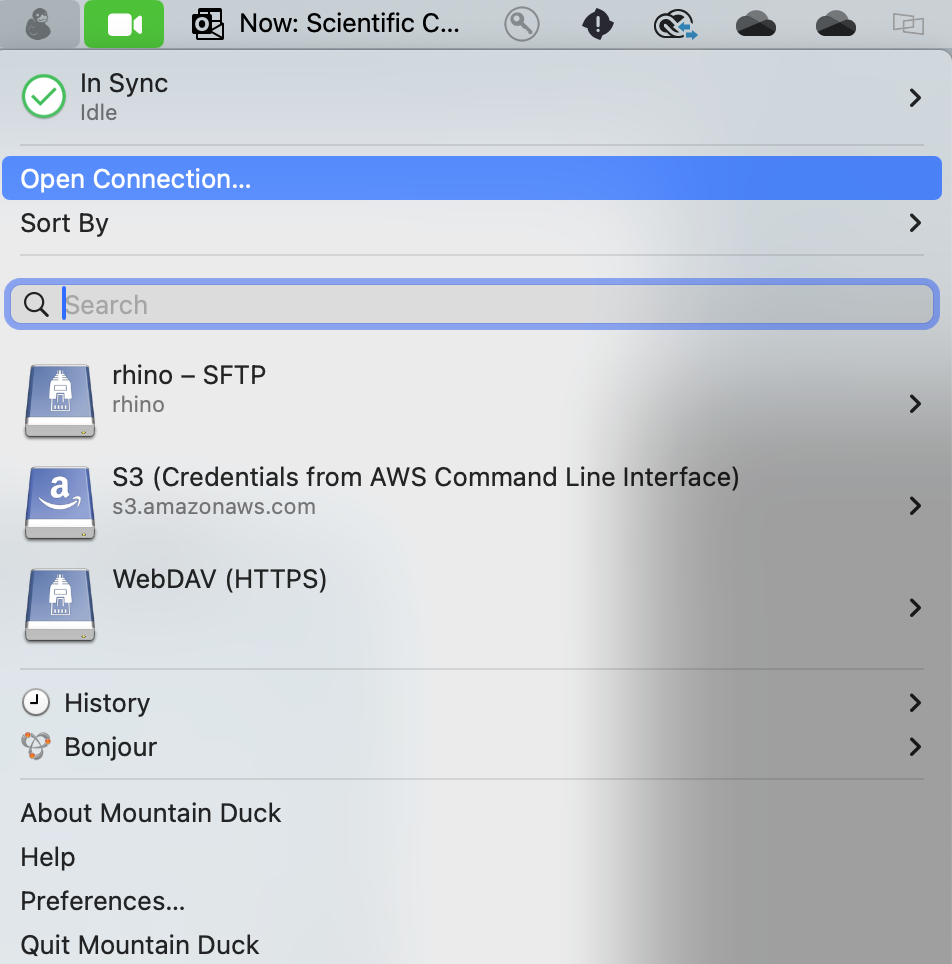 Now: Scientific C...
In Sync
Idle
Open Connection...
Sort By
Search
rhino – SFTP
rhino
S3 (Credentials from AWS Command Line Interface)
s3.amazonaws.com
WebDAV (HTTPS)
History
Bonjour
About Mountain Duck
Help
Preferences...
Quit Mountain Duck